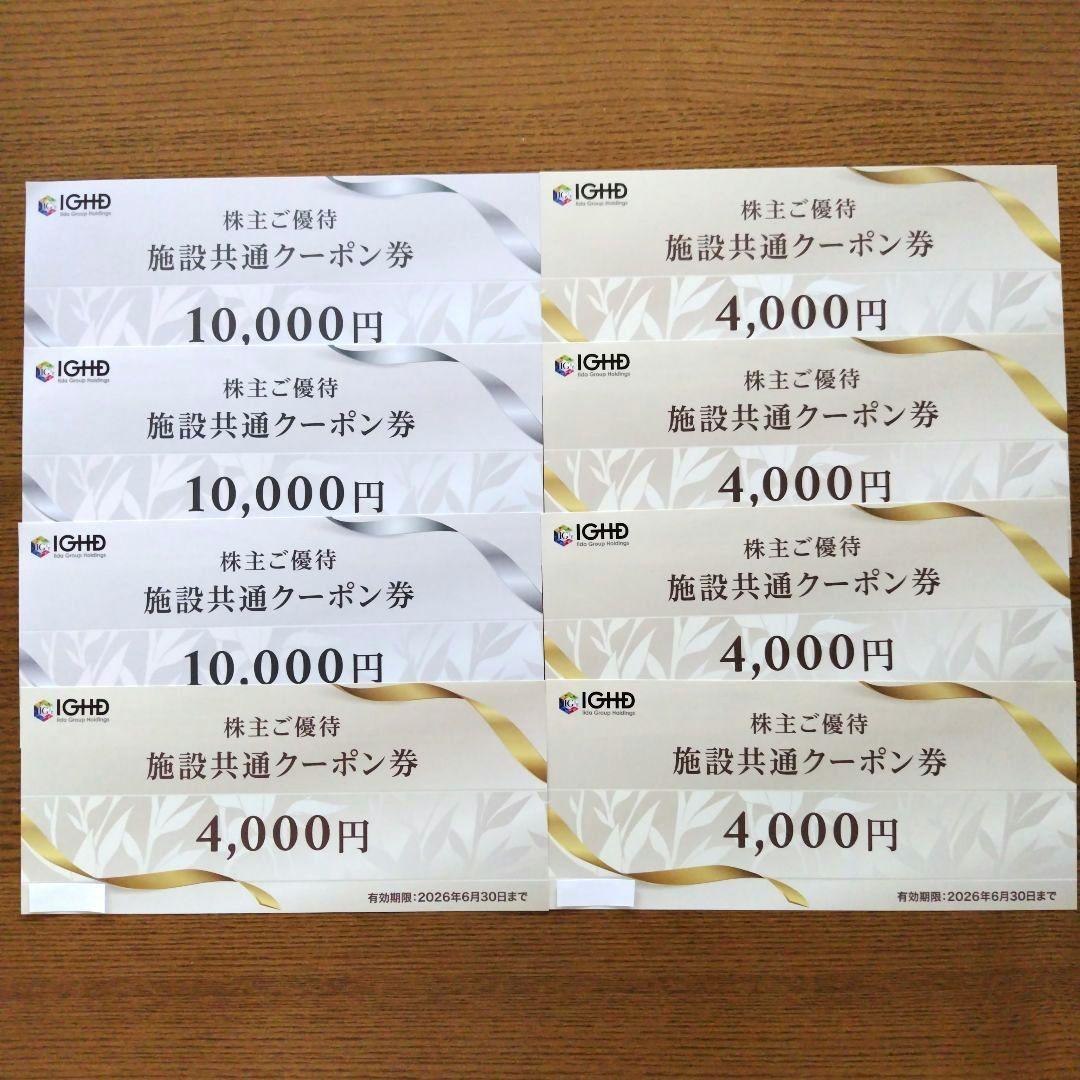 IGHD
Iida Group Holdings
株主ご優待
施設共通クーポン券
10,000円
IGHD
Iida Group Holdings
株主ご優待
施設共通クーポン券
10,000円
IGHD
Iida Group Holdings
株主ご優待
施設共通クーポン券
10,000円
IGHD
Iida Group Holdings
株主ご優待
施設共通クーポン券
4,000円
有効期限:2026年6月30日まで
IGHD
Iida Group Holdings
株主ご優待
施設共通クーポン券
4,000円
IGHD
Iida Group Holdings
株主ご優待
施設共通クーポン券
4,000円
IGHD
Iida Group Holdings
株主ご優待
施設共通クーポン券
4,000円
IGHD
Iida Group Holdings
株主ご優待
施設共通クーポン券
4,000円
有効期限:2026年6月30日まで